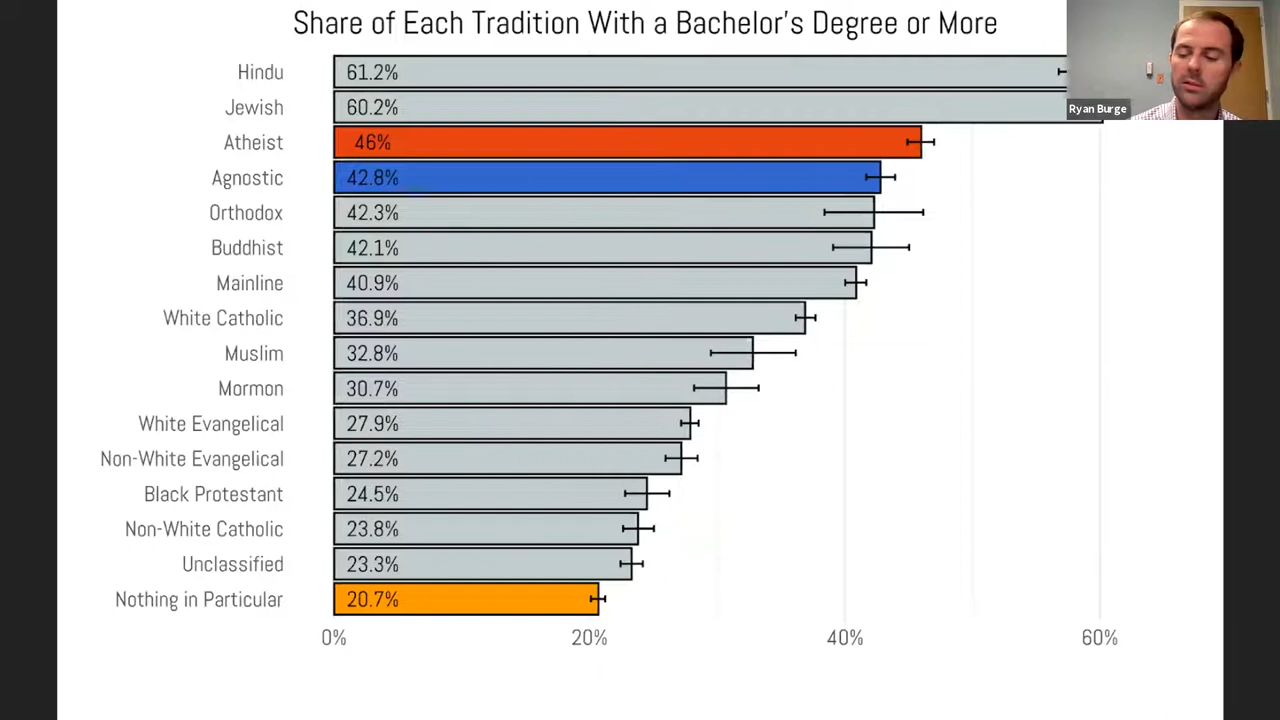 Share of Each Tradition With a Bachelor's Degree or More
Ryan Burge
Hindu 61.2%
Jewish 60.2%
Atheist 46%
Agnostic 42.8%
Orthodox 42.3%
Buddhist 42.1%
Mainline 40.9%
White Catholic 36.9%
Muslim 32.8%
Mormon 30.7%
White Evangelical 27.9%
Non-White Evangelical 27.2%
Black Protestant 24.5%
Non-White Catholic 23.8%
Unclassified 23.3%
Nothing in Particular 20.7%
0% 20% 40% 60%